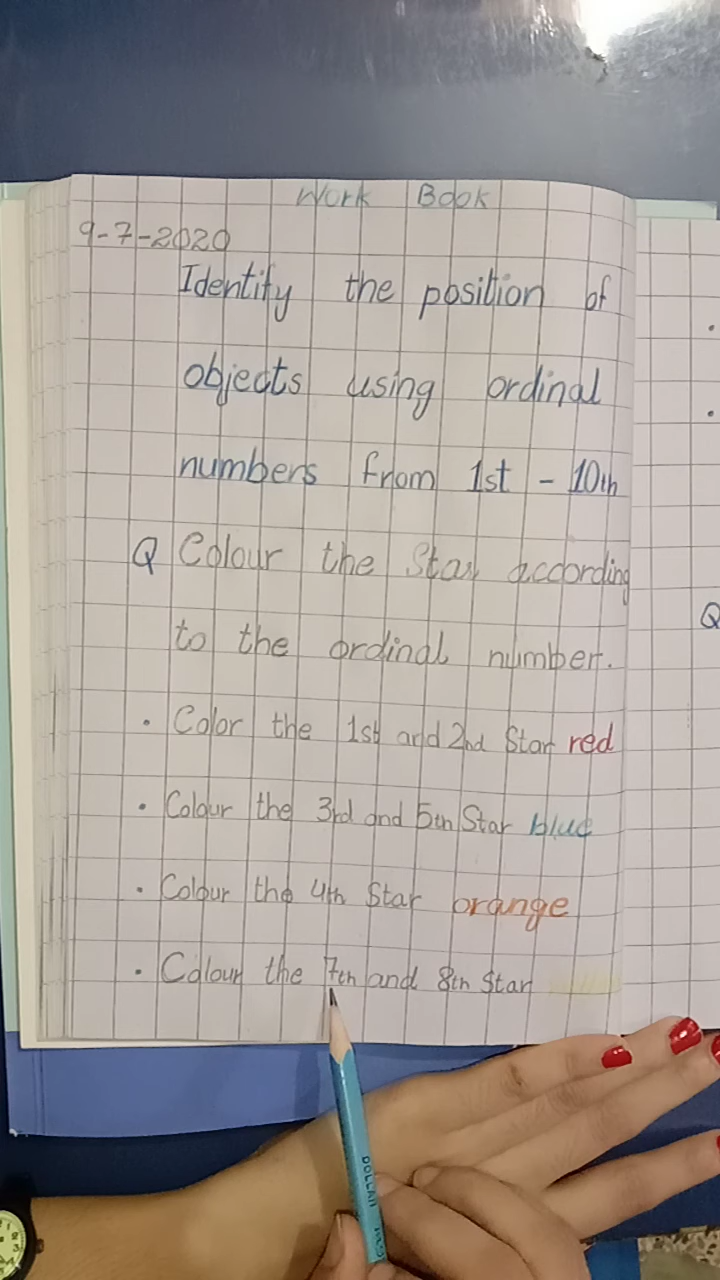 Work Book
9-7-2020
Identify the position of
objects using ordinal
numbers from 1st - 10th
Q Colour the Star according
to the ordinal number.
• Color the 1st and 2nd Star red
• Colour the 3rd and 5th Star blue
• Colour the 4th Star orange
• Colour the 7th and 8th Star
Q
DOLLAR